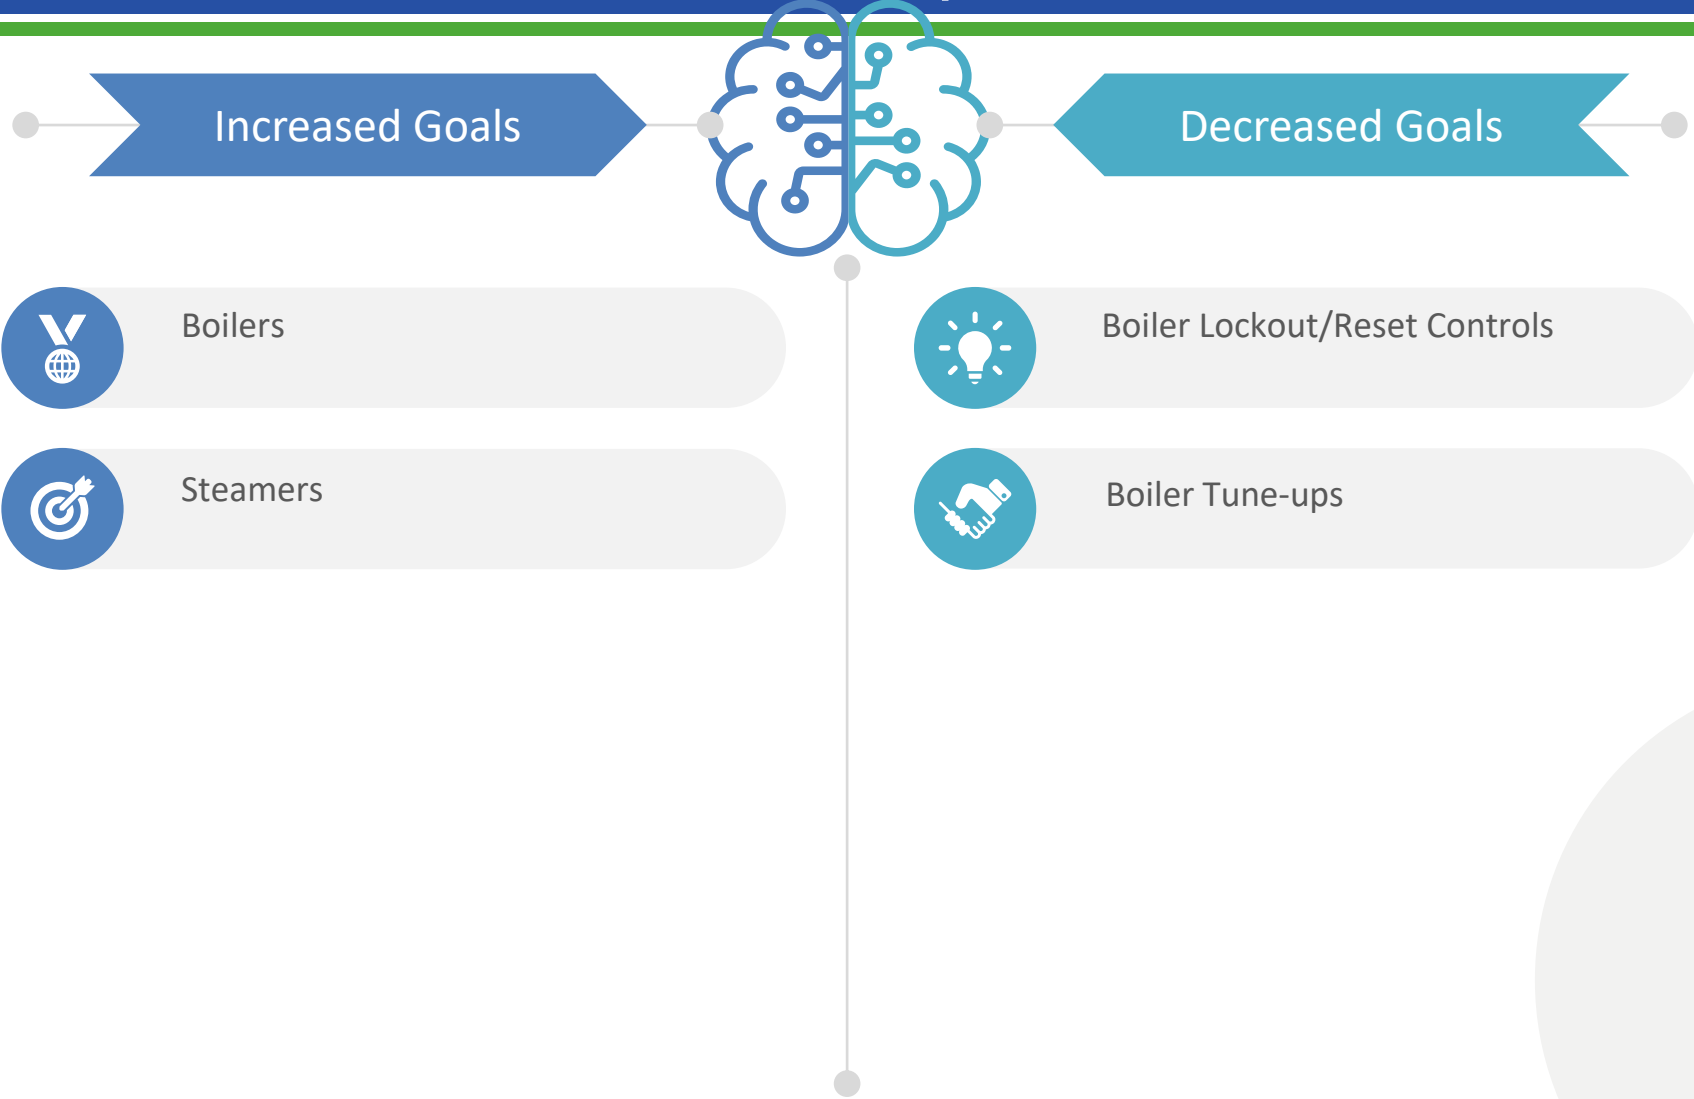 Increased Goals
Decreased Goals
Boilers
Boiler Lockout/Reset Controls
Steamers
Boiler Tune-ups